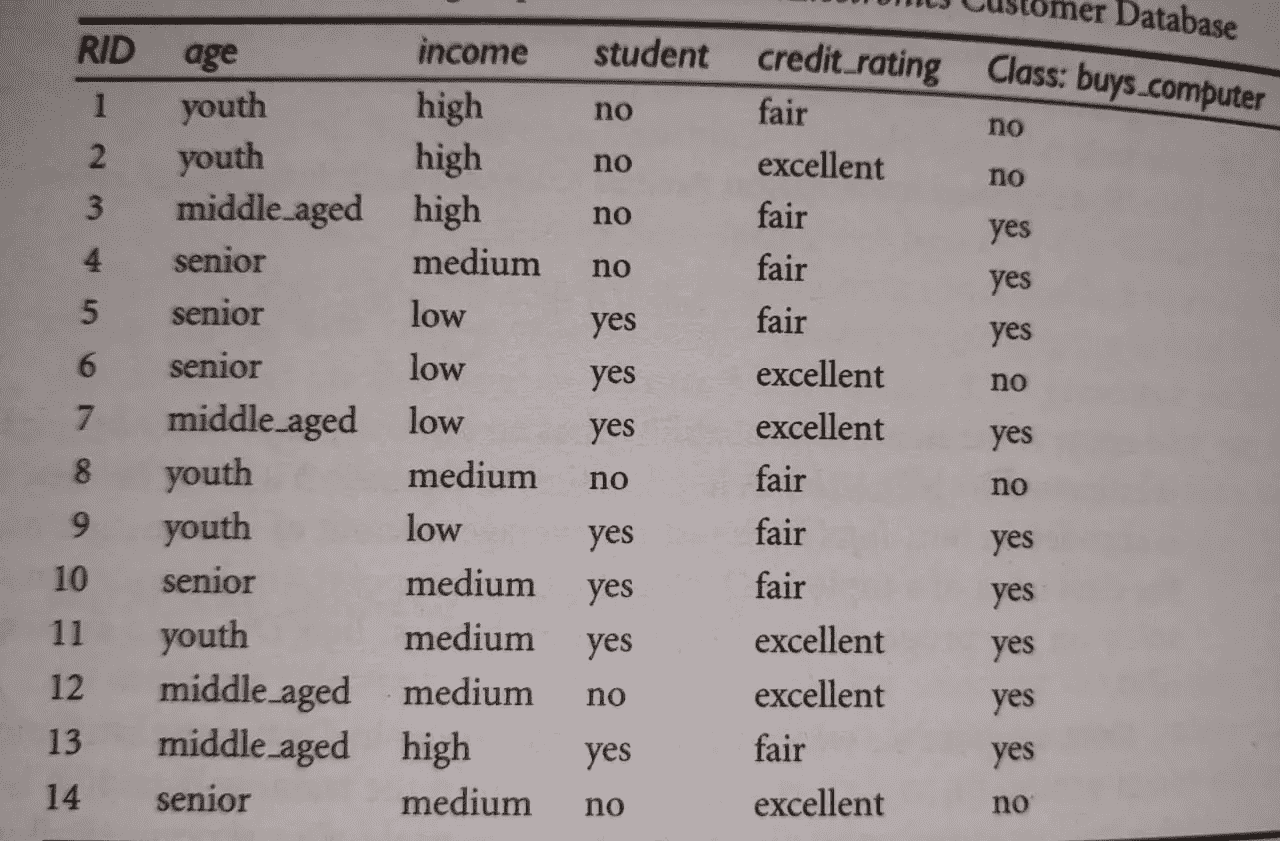 Customer Database
RID age income student credit_rating Class: buys_computer
1 youth high no fair no
2 youth high no excellent no
3 middle_aged high no fair yes
4 senior medium no fair yes
5 senior low yes fair yes
6 senior low yes excellent no
7 middle_aged low yes excellent yes
8 youth medium no fair no
9 youth low yes fair yes
10 senior medium yes fair yes
11 youth medium yes excellent yes
12 middle_aged medium no excellent yes
13 middle_aged high yes fair yes
14 senior medium no excellent no